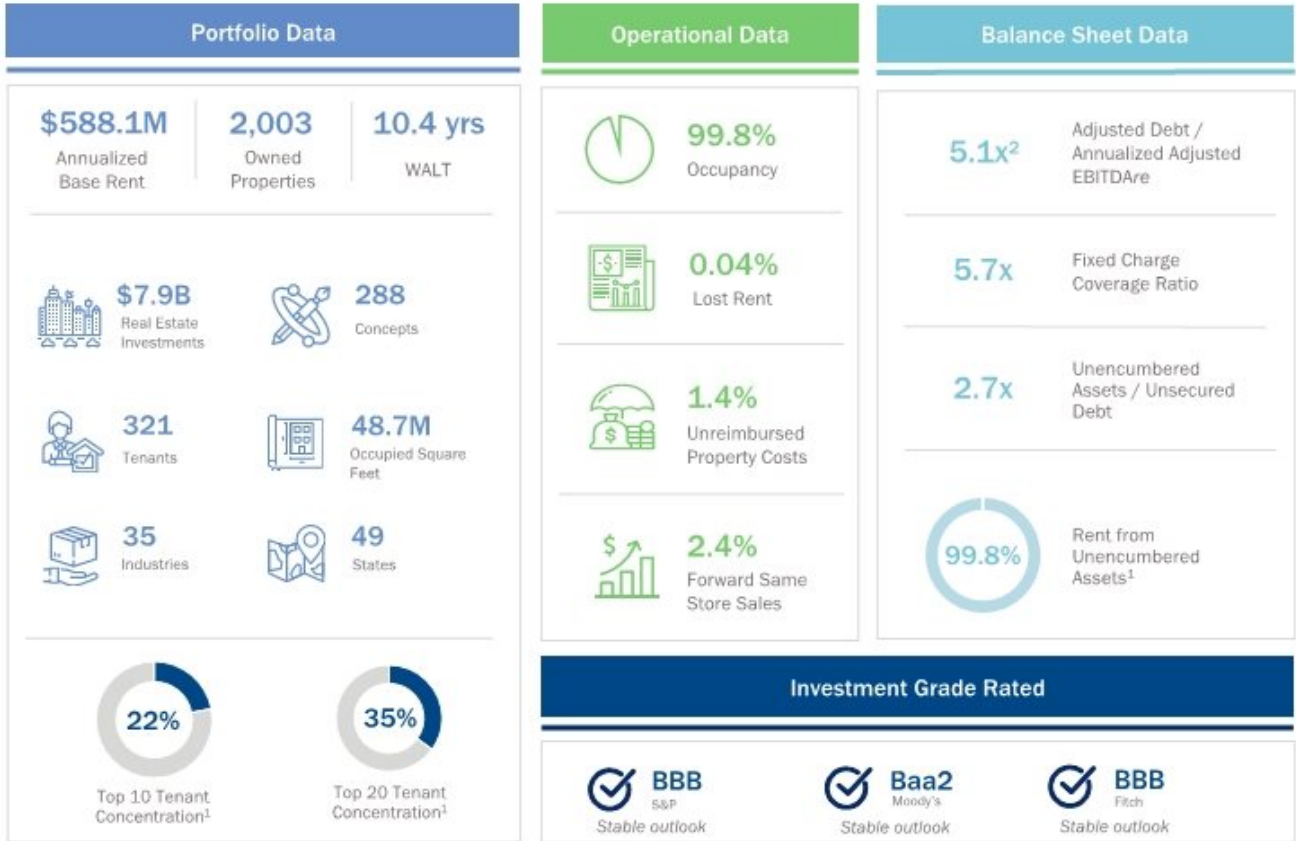 Portfolio Data
$588.1M
Annualized
Base Rent
2,003
Owned
Properties
10.4 yrs
WALT
$7.9B
Real Estate
Investments
288
Concepts
321
Tenants
48.7M
Occupied Square
Feet
35
Industries
49
States
22%
Top 10 Tenant
Concentration¹
35%
Top 20 Tenant
Concentration¹
Operational Data
99.8%
Occupancy
$
0.04%
Lost Rent
$
1.4%
Unreimbursed
Property Costs
$
2.4%
Forward Same
Store Sales
Balance Sheet Data
5.1x²
Adjusted Debt /
Annualized Adjusted
EBITDAre
5.7x
Fixed Charge
Coverage Ratio
2.7x
Unencumbered
Assets / Unsecured
Debt
99.8%
Rent from
Unencumbered
Assets¹
Investment Grade Rated
BBB
S&P
Stable outlook
Baa2
Moody's
Stable outlook
BBB
Fitch
Stable outlook